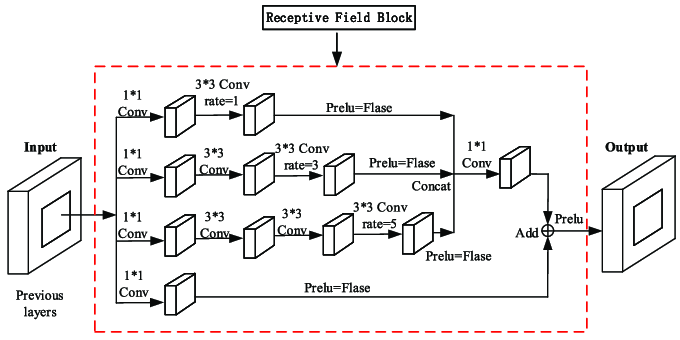 Receptive Field Block
1*1
Conv
3*3 Conv
rate=1
Prelu=Flase
Input
1*1
Conv
3*3
Conv
3*3 Conv
rate=3
Prelu=Flase
Concat
1*1
Conv
Output
1*1
Conv
3*3
Conv
3*3
Conv
3*3 Conv
rate=5
Prelu=Flase
Add
Prelu
1*1
Conv
Prelu=Flase
Previous
layers